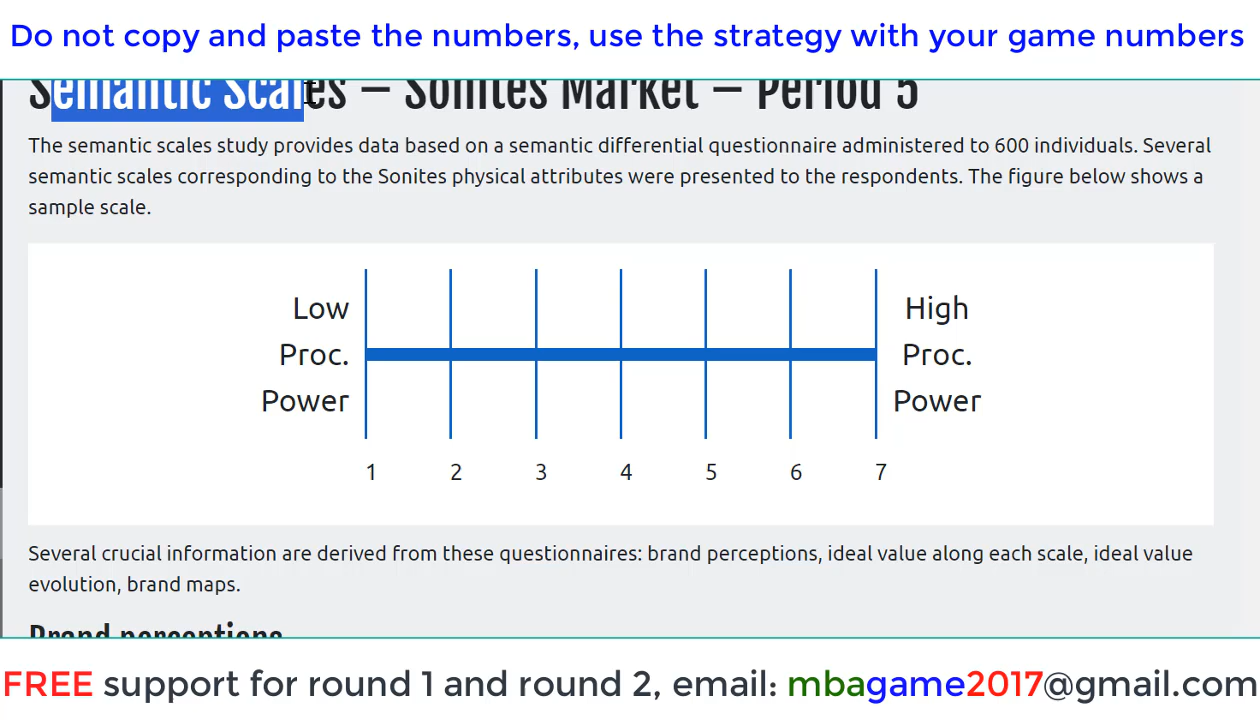 Do not copy and paste the numbers, use the strategy with your game numbers
Semantic Scales – Sonites Market – Period 5
The semantic scales study provides data based on a semantic differential questionnaire administered to 600 individuals. Several
semantic scales corresponding to the Sonites physical attributes were presented to the respondents. The figure below shows a
sample scale.
Low High
Proc. Proc.
Power Power
1 2 3 4 5 6 7
Several crucial information are derived from these questionnaires: brand perceptions, ideal value along each scale, ideal value
evolution, brand maps.
Brand perceptions
FREE support for round 1 and round 2, email: mbagame2017@gmail.com